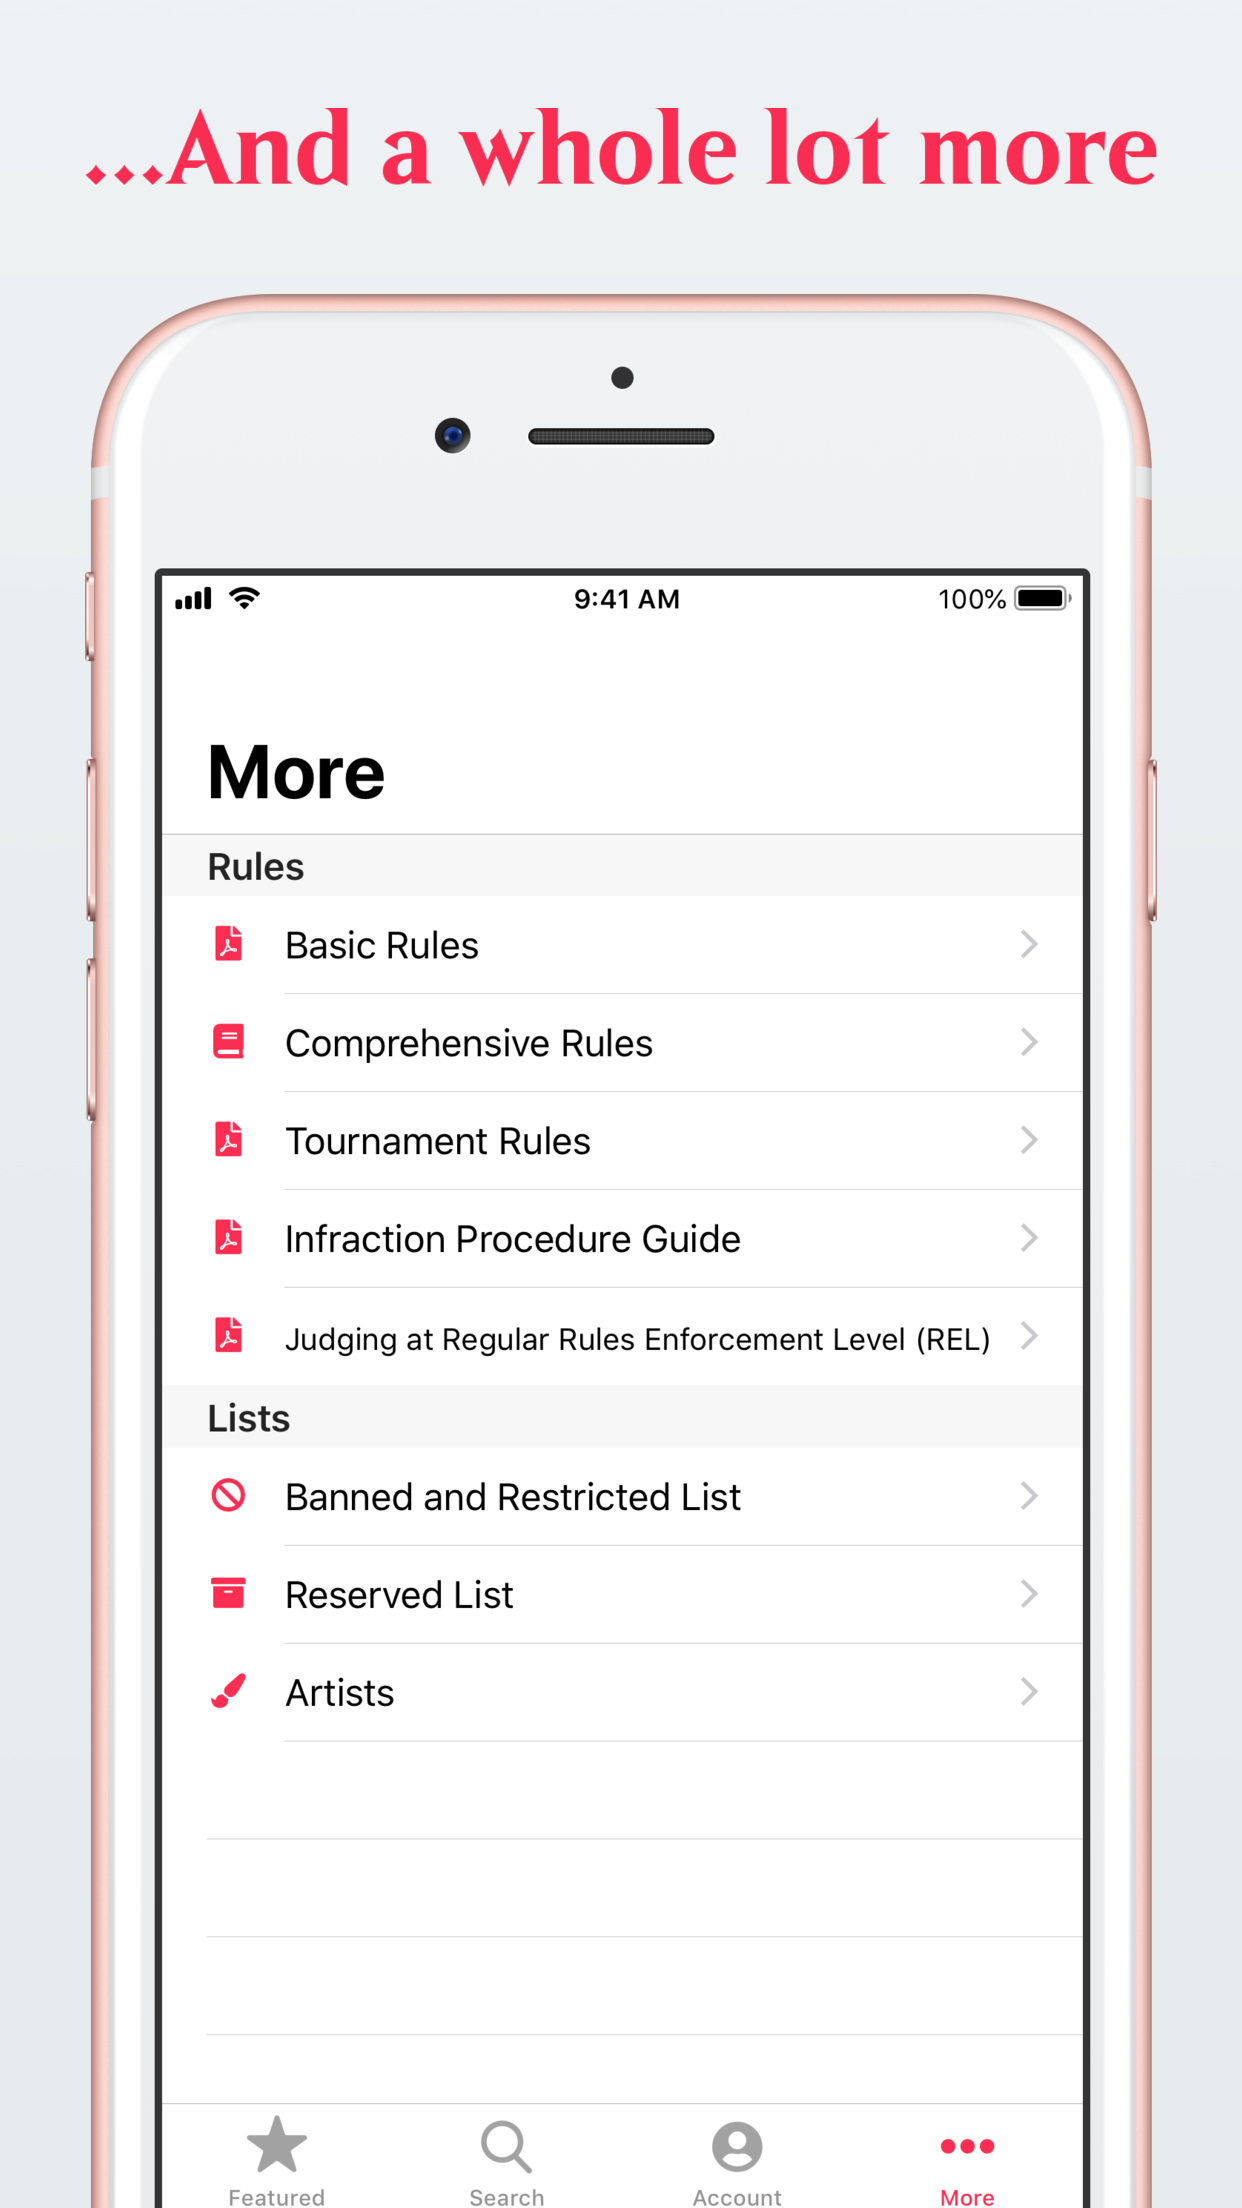 ...And a whole lot more
9:41 AM
100%
More
Rules
Basic Rules
Comprehensive Rules
Tournament Rules
Infraction Procedure Guide
Judging at Regular Rules Enforcement Level (REL)
Lists
Banned and Restricted List
Reserved List
Artists
Featured
Search
Account
More